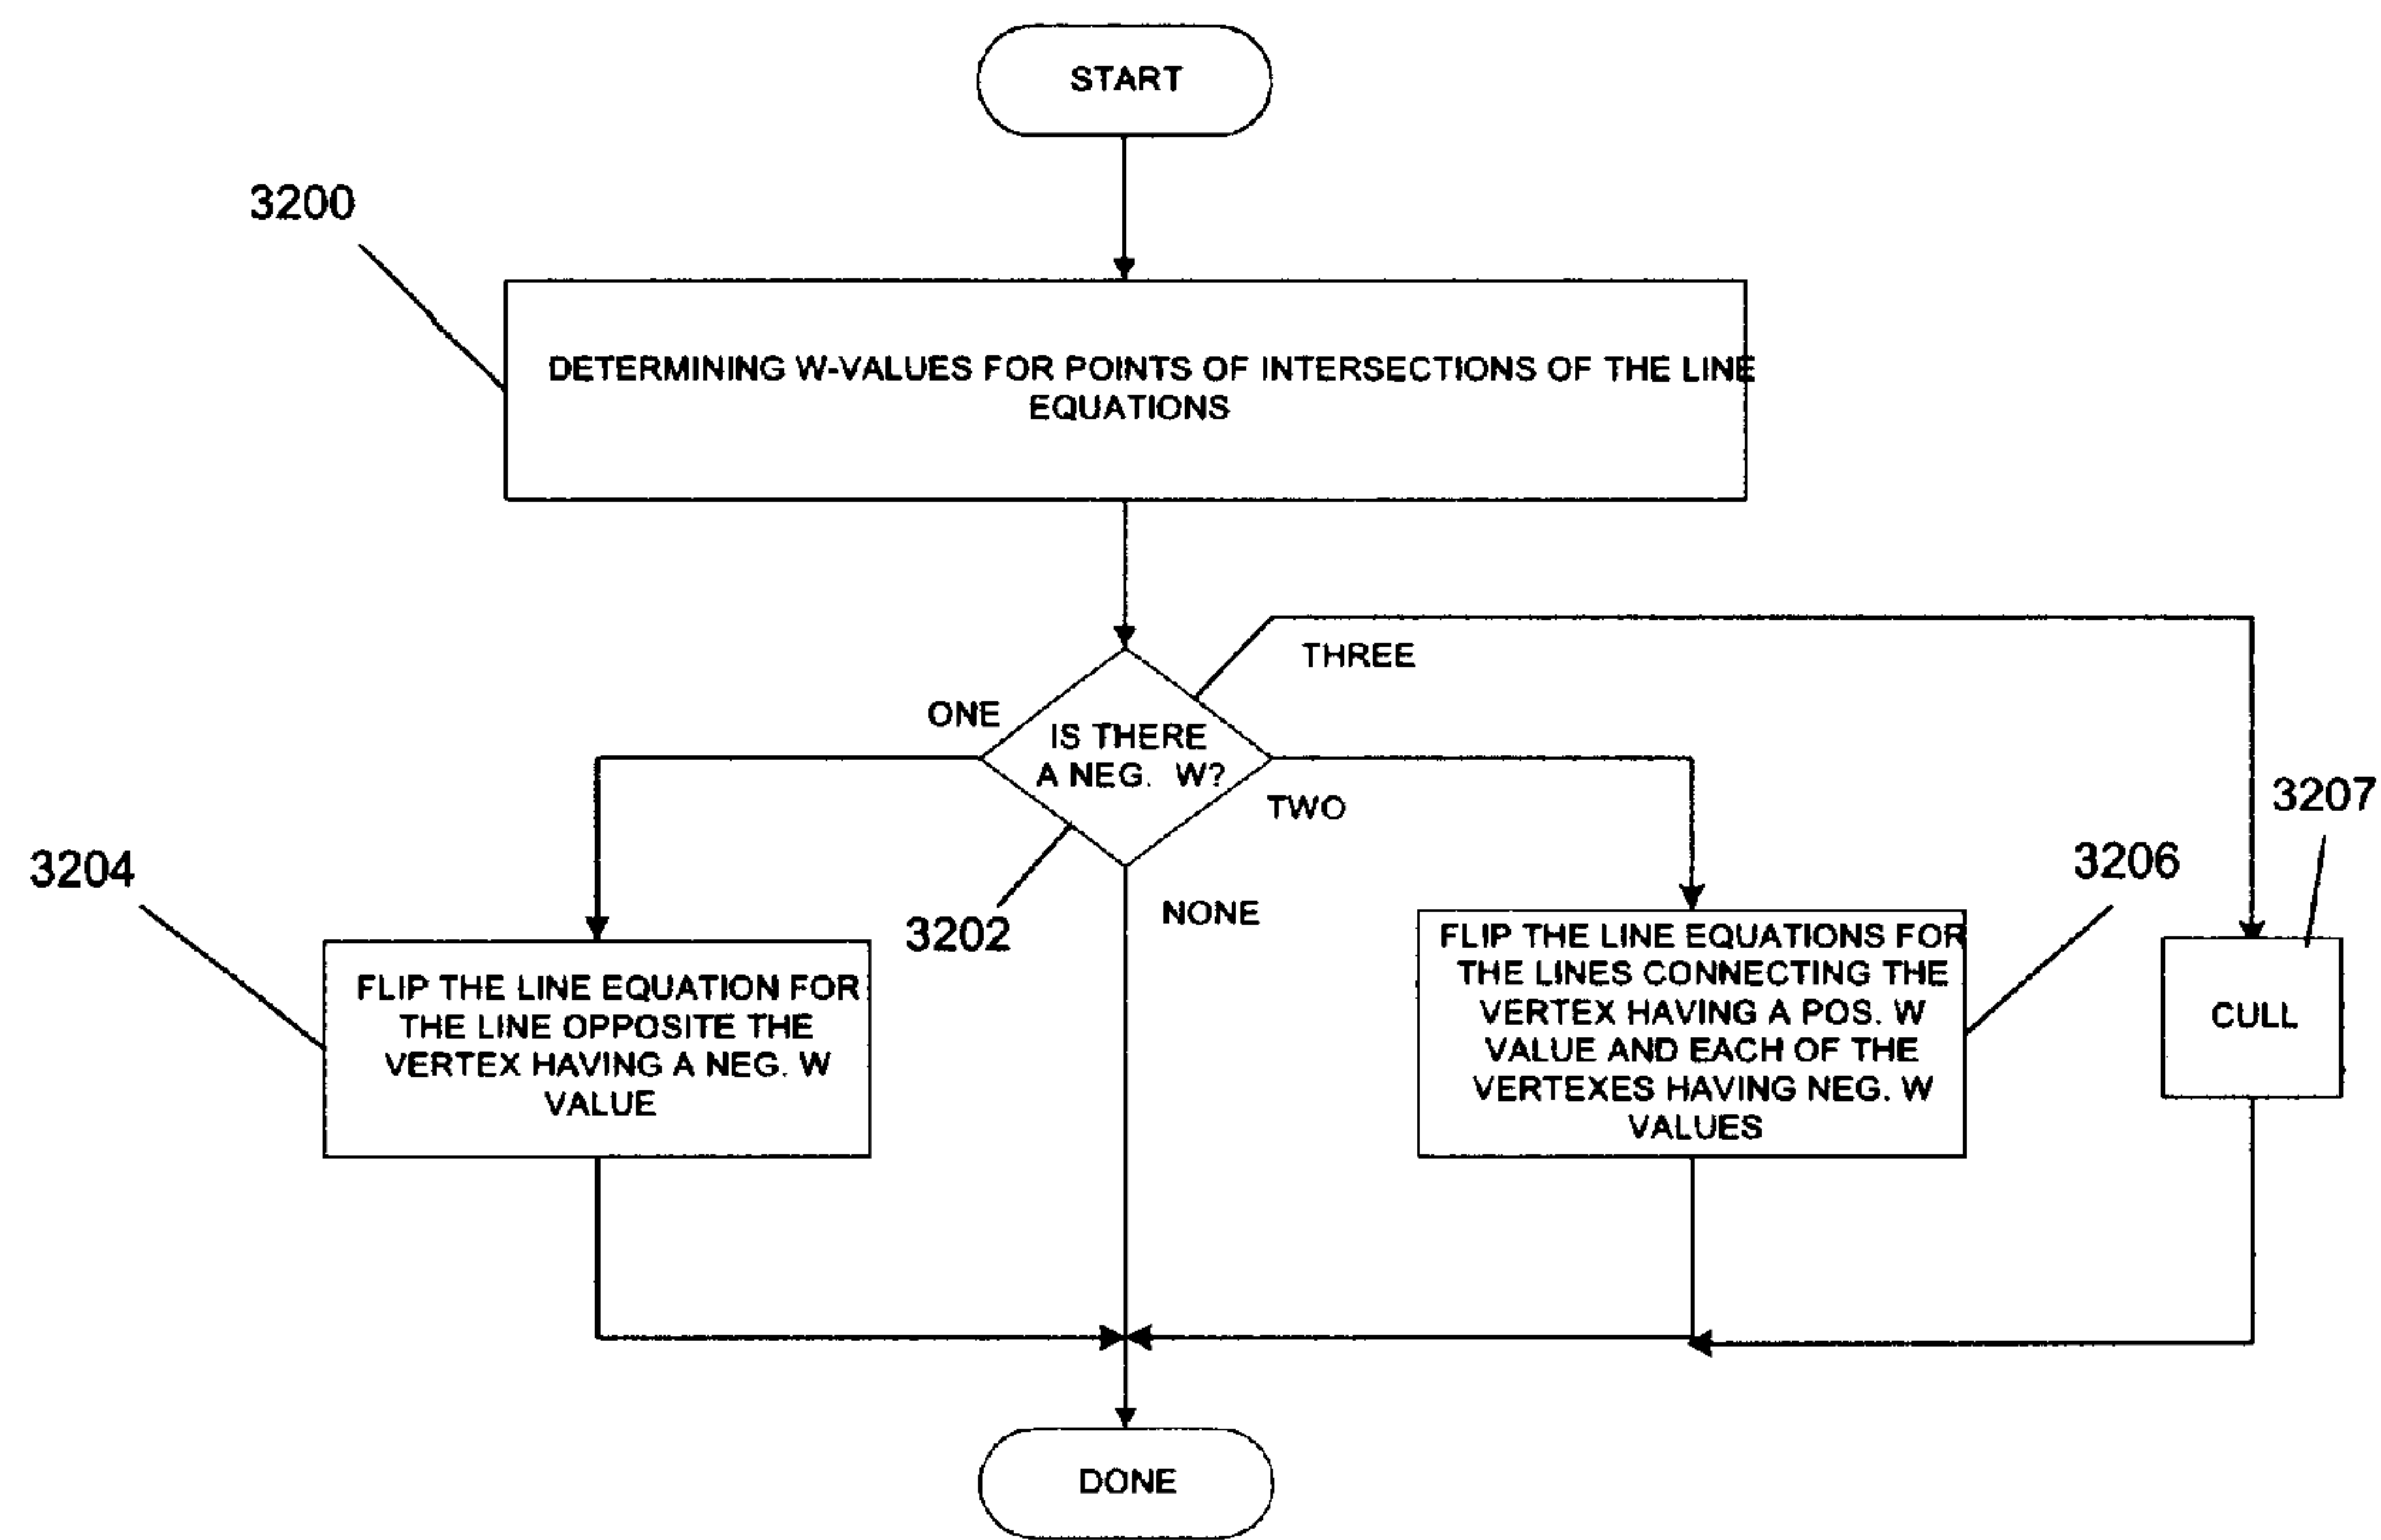 START
3200
DETERMINING W-VALUES FOR POINTS OF INTERSECTIONS OF THE LINE
EQUATIONS
THREE
ONE
IS THERE
A NEG. W?
TWO
3207
3204
3202
NONE
3206
FLIP THE LINE EQUATION FOR
THE LINE OPPOSITE THE
VERTEX HAVING A NEG. W
VALUE
FLIP THE LINE EQUATIONS FOR
THE LINES CONNECTING THE
VERTEX HAVING A POS. W
VALUE AND EACH OF THE
VERTEXES HAVING NEG. W
VALUES
CULL
DONE